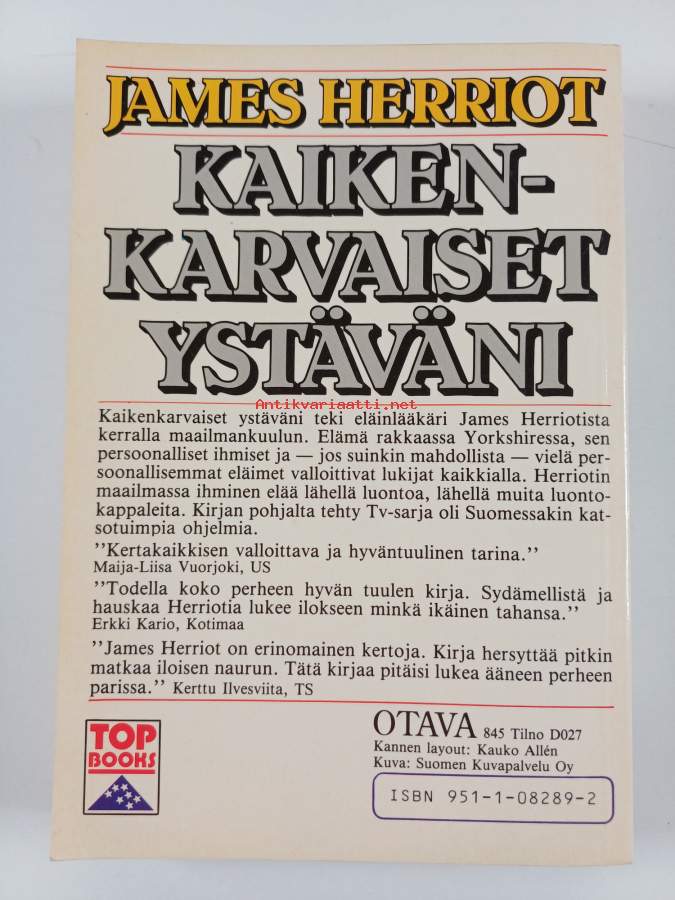 JAMES HERRIOT
KAIKEN-
KARVAISET
YSTÄVÄNI
Antikvariaatti.net
Kaikenkarvaiset ystäväni teki eläinlääkäri James Herriotista
kerralla maailmankuulun. Elämä rakkaassa Yorkshiressa, sen
persoonalliset ihmiset ja — jos suinkin mahdollista — vielä per-
soonallisemmat eläimet valloittivat lukijat kaikkialla. Herriotin
maailmassa ihminen elää lähellä luontoa, lähellä muita luonto-
kappaleita. Kirjan pohjalta tehty Tv-sarja oli Suomessakin kat-
sotuimpia ohjelmia.
''Kertakaikkisen valloittava ja hyväntuulinen tarina.''
Maija-Liisa Vuorjoki, US
''Todella koko perheen hyvän tuulen kirja. Sydämellistä ja
hauskaa Herriotia lukee ilokseen minkä ikäinen tahansa.''
Erkki Kario, Kotimaa
''James Herriot on erinomainen kertoja. Kirja hersyttää pitkin
matkaa iloisen naurun. Tätä kirjaa pitäisi lukea ääneen perheen
parissa.'' Kerttu Ilvesviita, TS
TOP
BOOKS
OTAVA 845 Tilno D027
Kannen layout: Kauko Allén
Kuva: Suomen Kuvapalvelu Oy
ISBN 951-1-08289-2